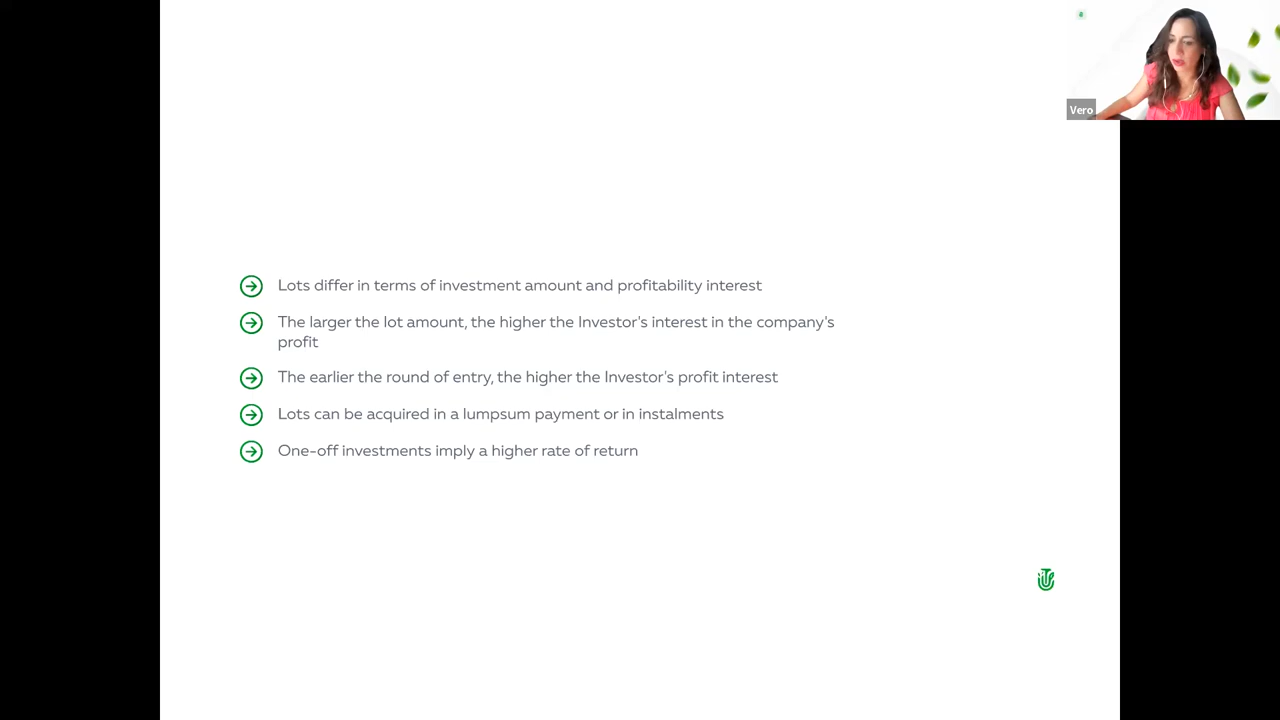 Vero
Lots differ in terms of investment amount and profitability interest
The larger the lot amount, the higher the Investor's interest in the company's
profit
The earlier the round of entry, the higher the Investor's profit interest
Lots can be acquired in a lumpsum payment or in instalments
One-off investments imply a higher rate of return